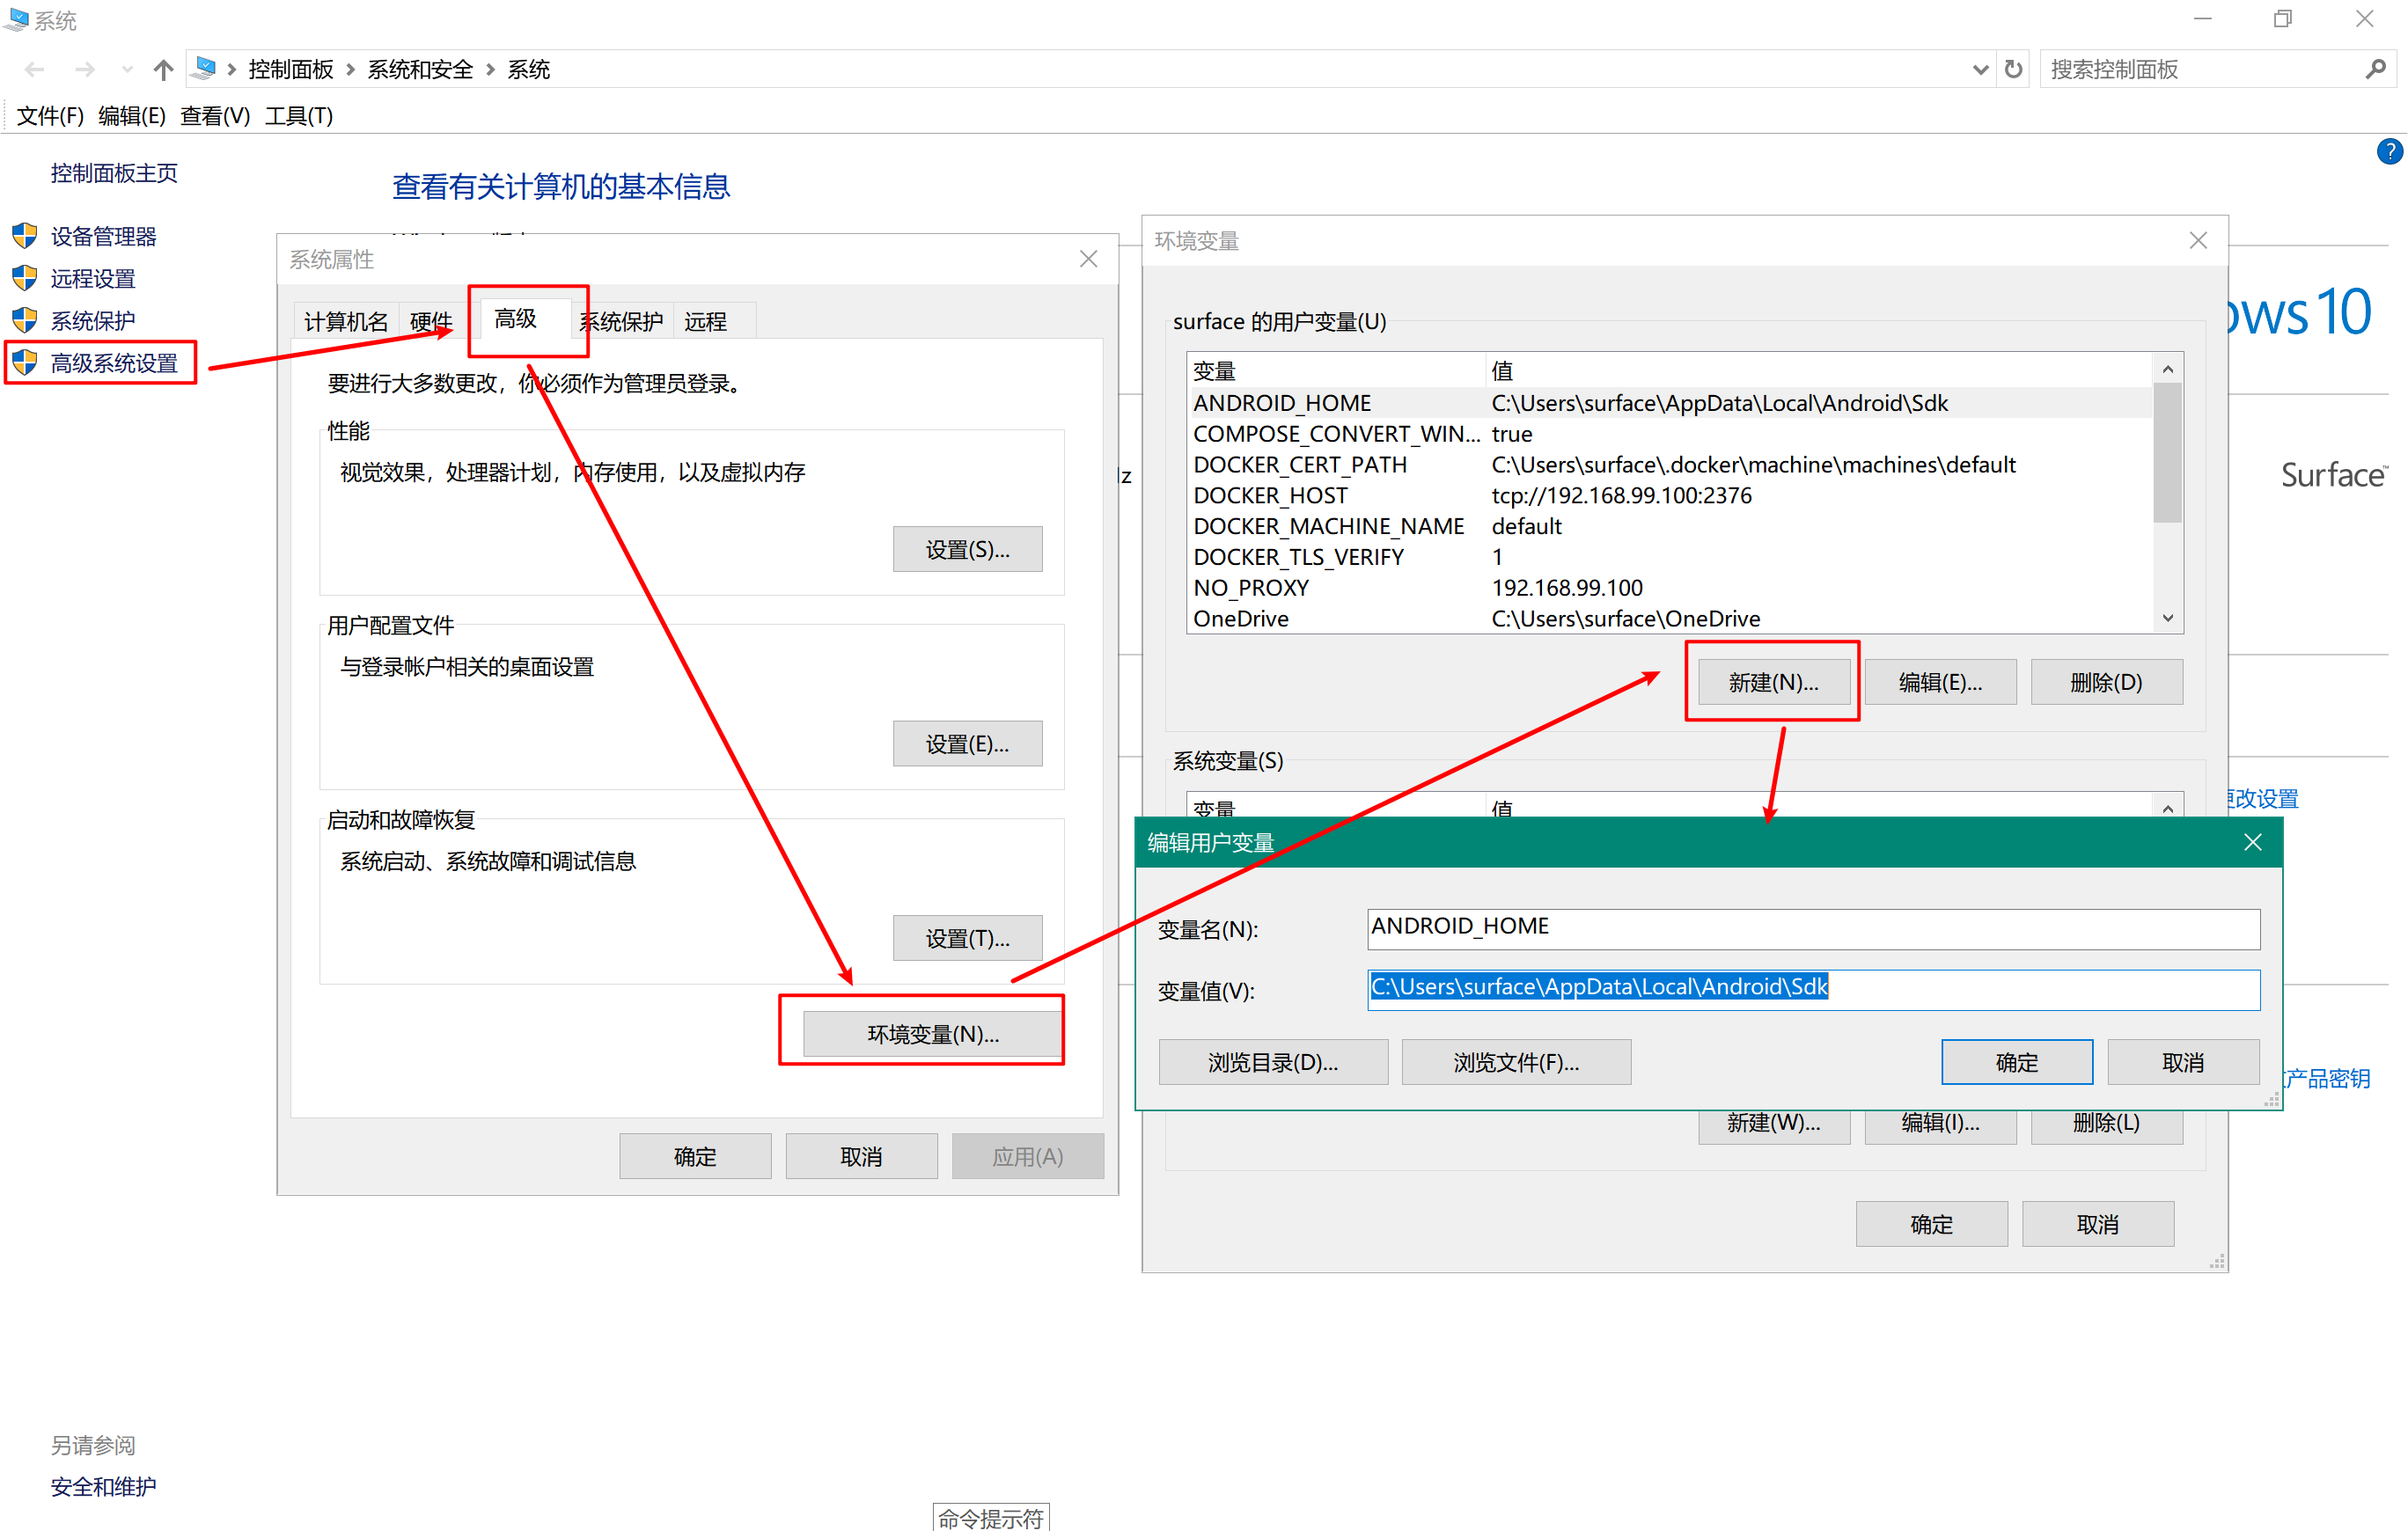 系统
控制面板 系统和安全 系统
搜索控制面板
文件(F) 编辑(E) 查看(V) 工具(T)
控制面板主页
设备管理器
远程设置
系统保护
高级系统设置
查看有关计算机的基本信息
系统属性
计算机名 硬件 高级 系统保护 远程
要进行大多数更改，你必须作为管理员登录。
性能
视觉效果，处理器计划，内存使用，以及虚拟内存
设置(S)...
用户配置文件
与登录帐户相关的桌面设置
设置(E)...
启动和故障恢复
系统启动、系统故障和调试信息
设置(T)...
环境变量(N)...
确定 取消 应用(A)
环境变量
surface 的用户变量(U)
变量 值
ANDROID_HOME C:\Users\surface\AppData\Local\Android\Sdk
COMPOSE_CONVERT_WIN... true
DOCKER_CERT_PATH C:\Users\surface\.docker\machine\machines\default
DOCKER_HOST tcp://192.168.99.100:2376
DOCKER_MACHINE_NAME default
DOCKER_TLS_VERIFY 1
NO_PROXY 192.168.99.100
OneDrive C:\Users\surface\OneDrive
新建(N)... 编辑(E)... 删除(D)
系统变量(S)
变量 值
编辑用户变量
变量名(N): ANDROID_HOME
变量值(V): C:\Users\surface\AppData\Local\Android\Sdk
浏览目录(D)... 浏览文件(F)... 确定 取消
新建(W)... 编辑(I)... 删除(L)
确定 取消
ows 10
Surface™
更改设置
产品密钥
另请参阅
安全和维护
命令提示符